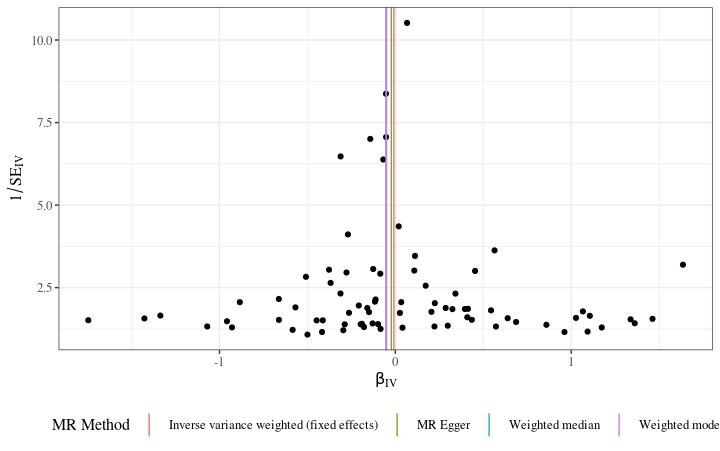 10.0
7.5
5.0
2.5
1/SE_IV
-1
0
1
β_IV
MR Method
Inverse variance weighted (fixed effects)
MR Egger
Weighted median
Weighted mode